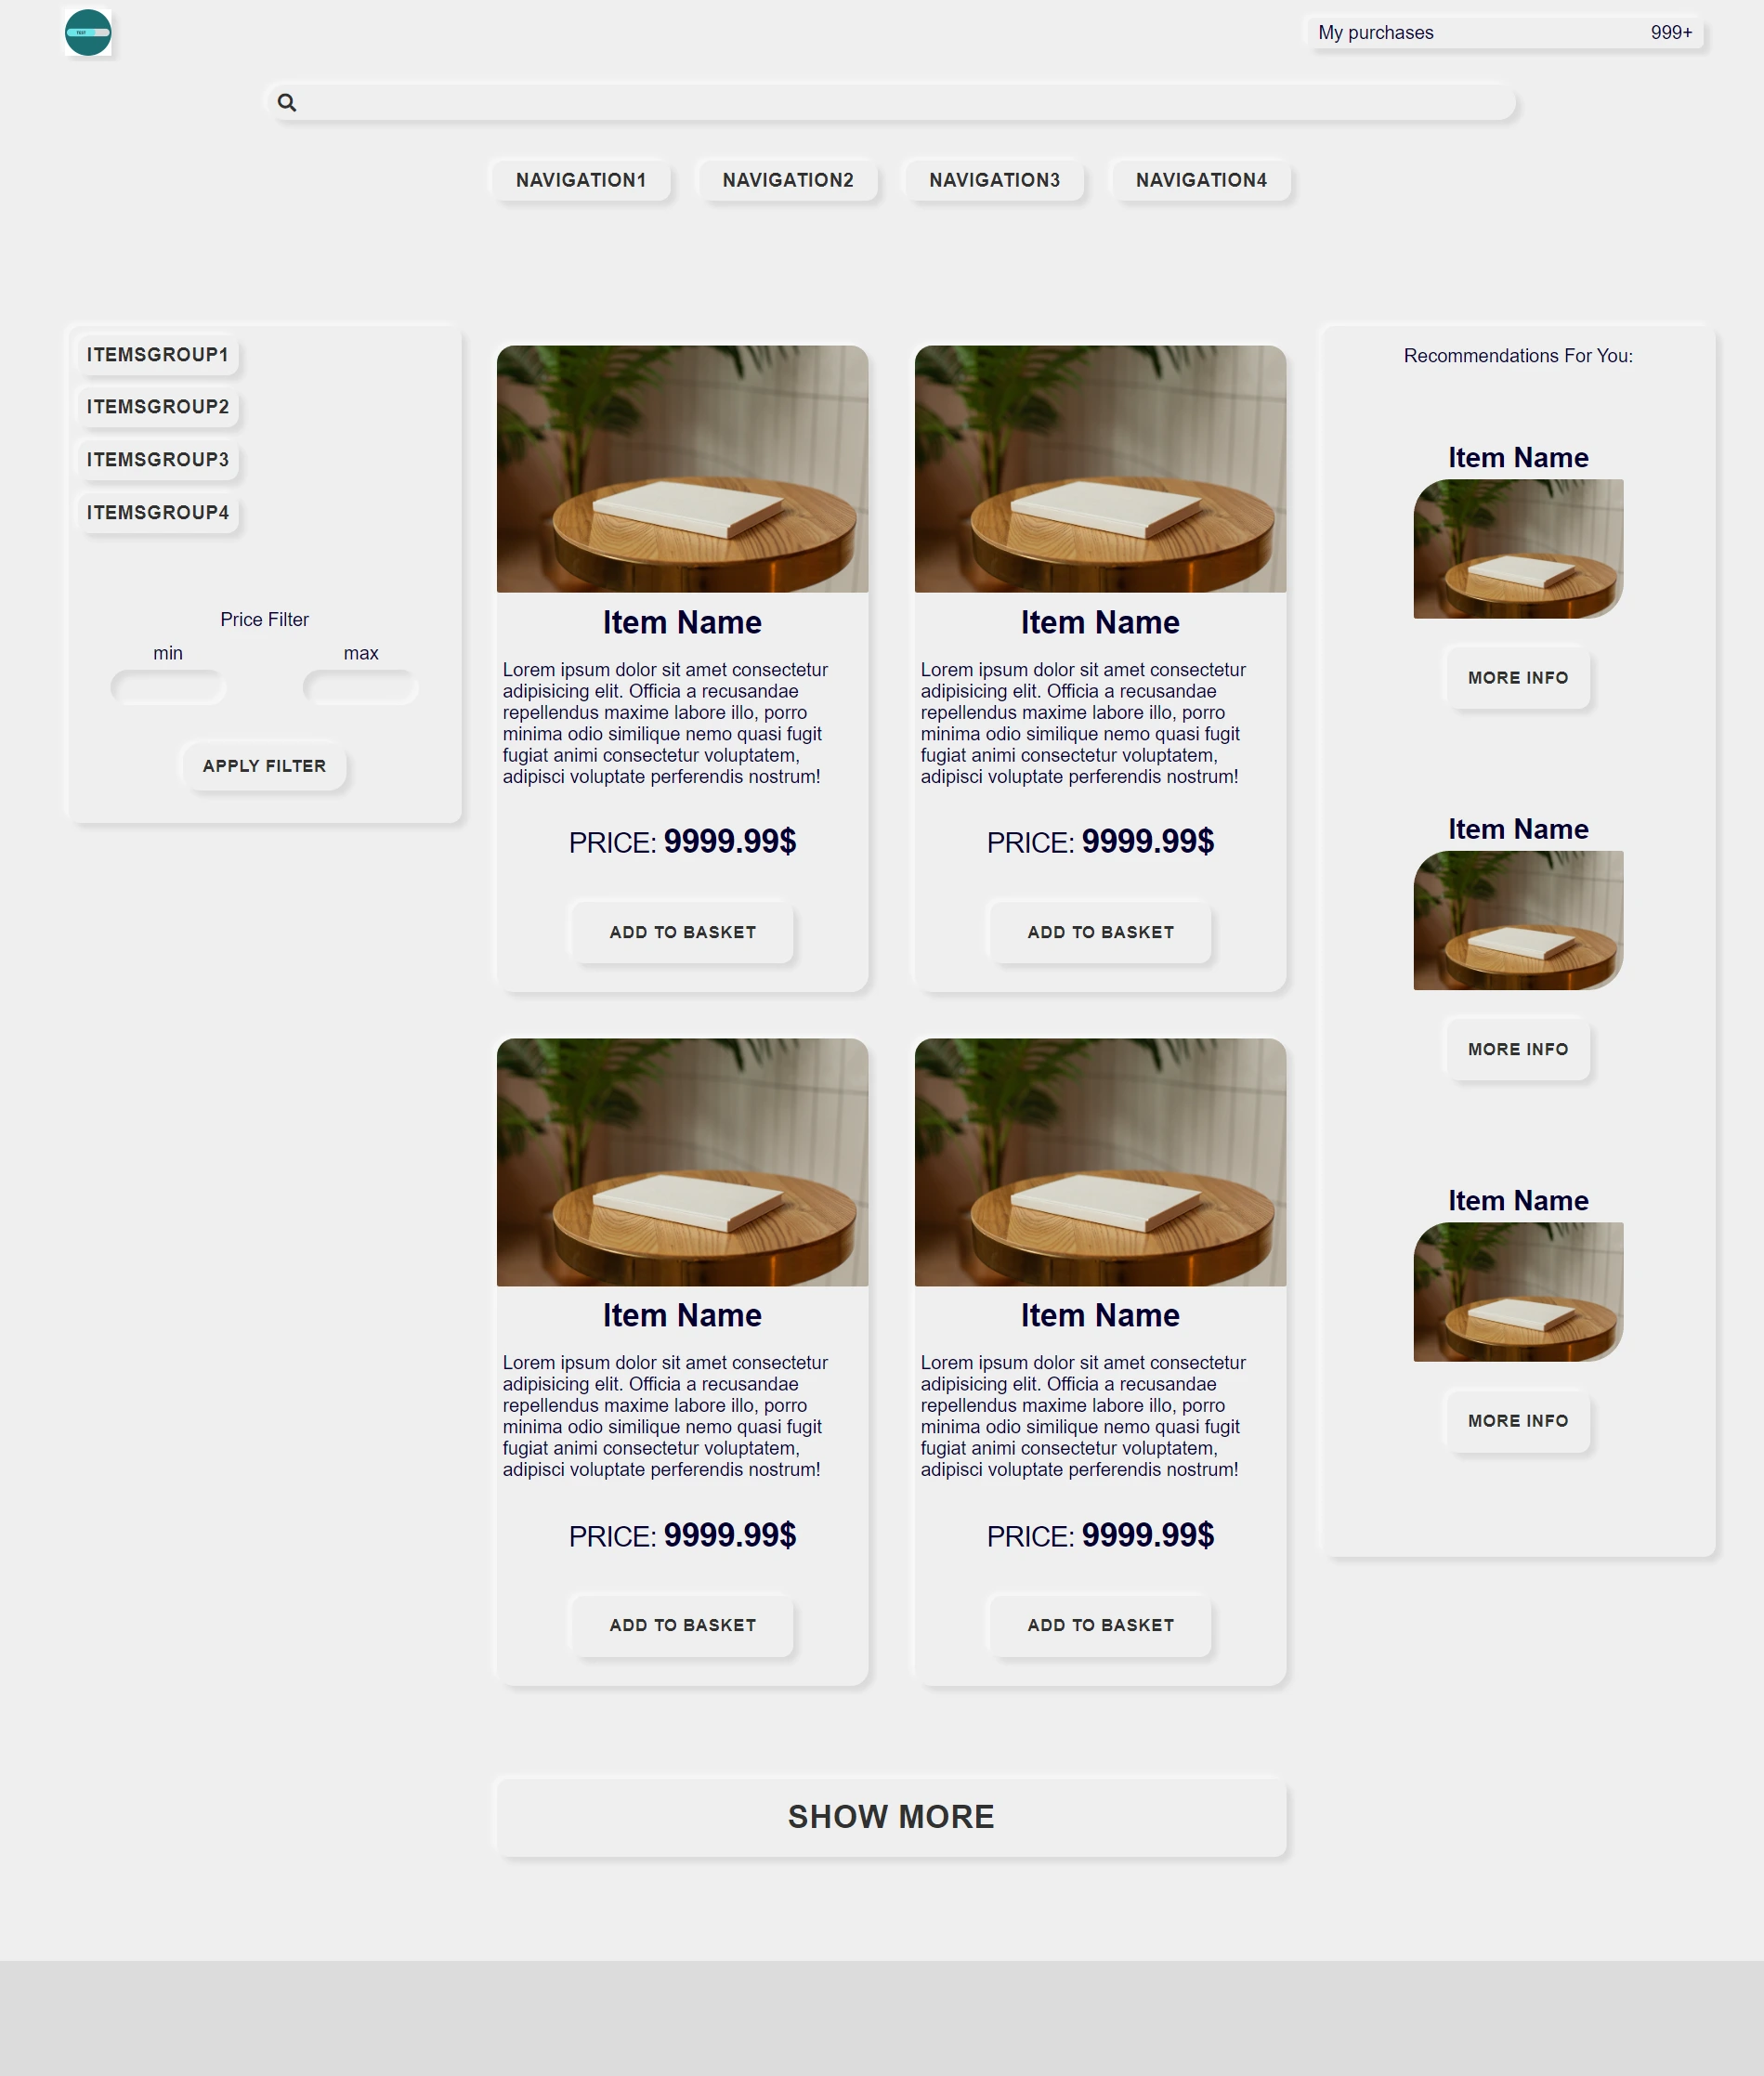 My purchases 999+
NAVIGATION1 NAVIGATION2 NAVIGATION3 NAVIGATION4
ITEMSGROUP1
ITEMSGROUP2
ITEMSGROUP3
ITEMSGROUP4
Price Filter
min max
APPLY FILTER
Item Name
Lorem ipsum dolor sit amet consectetur
adipisicing elit. Officia a recusandae
repellendus maxime labore illo, porro
minima odio similique nemo quasi fugit
fugiat animi consectetur voluptatem,
adipisci voluptate perferendis nostrum!
PRICE: 9999.99$
ADD TO BASKET
Item Name
Lorem ipsum dolor sit amet consectetur
adipisicing elit. Officia a recusandae
repellendus maxime labore illo, porro
minima odio similique nemo quasi fugit
fugiat animi consectetur voluptatem,
adipisci voluptate perferendis nostrum!
PRICE: 9999.99$
ADD TO BASKET
Item Name
Lorem ipsum dolor sit amet consectetur
adipisicing elit. Officia a recusandae
repellendus maxime labore illo, porro
minima odio similique nemo quasi fugit
fugiat animi consectetur voluptatem,
adipisci voluptate perferendis nostrum!
PRICE: 9999.99$
ADD TO BASKET
Item Name
Lorem ipsum dolor sit amet consectetur
adipisicing elit. Officia a recusandae
repellendus maxime labore illo, porro
minima odio similique nemo quasi fugit
fugiat animi consectetur voluptatem,
adipisci voluptate perferendis nostrum!
PRICE: 9999.99$
ADD TO BASKET
SHOW MORE
Recommendations For You:
Item Name
MORE INFO
Item Name
MORE INFO
Item Name
MORE INFO